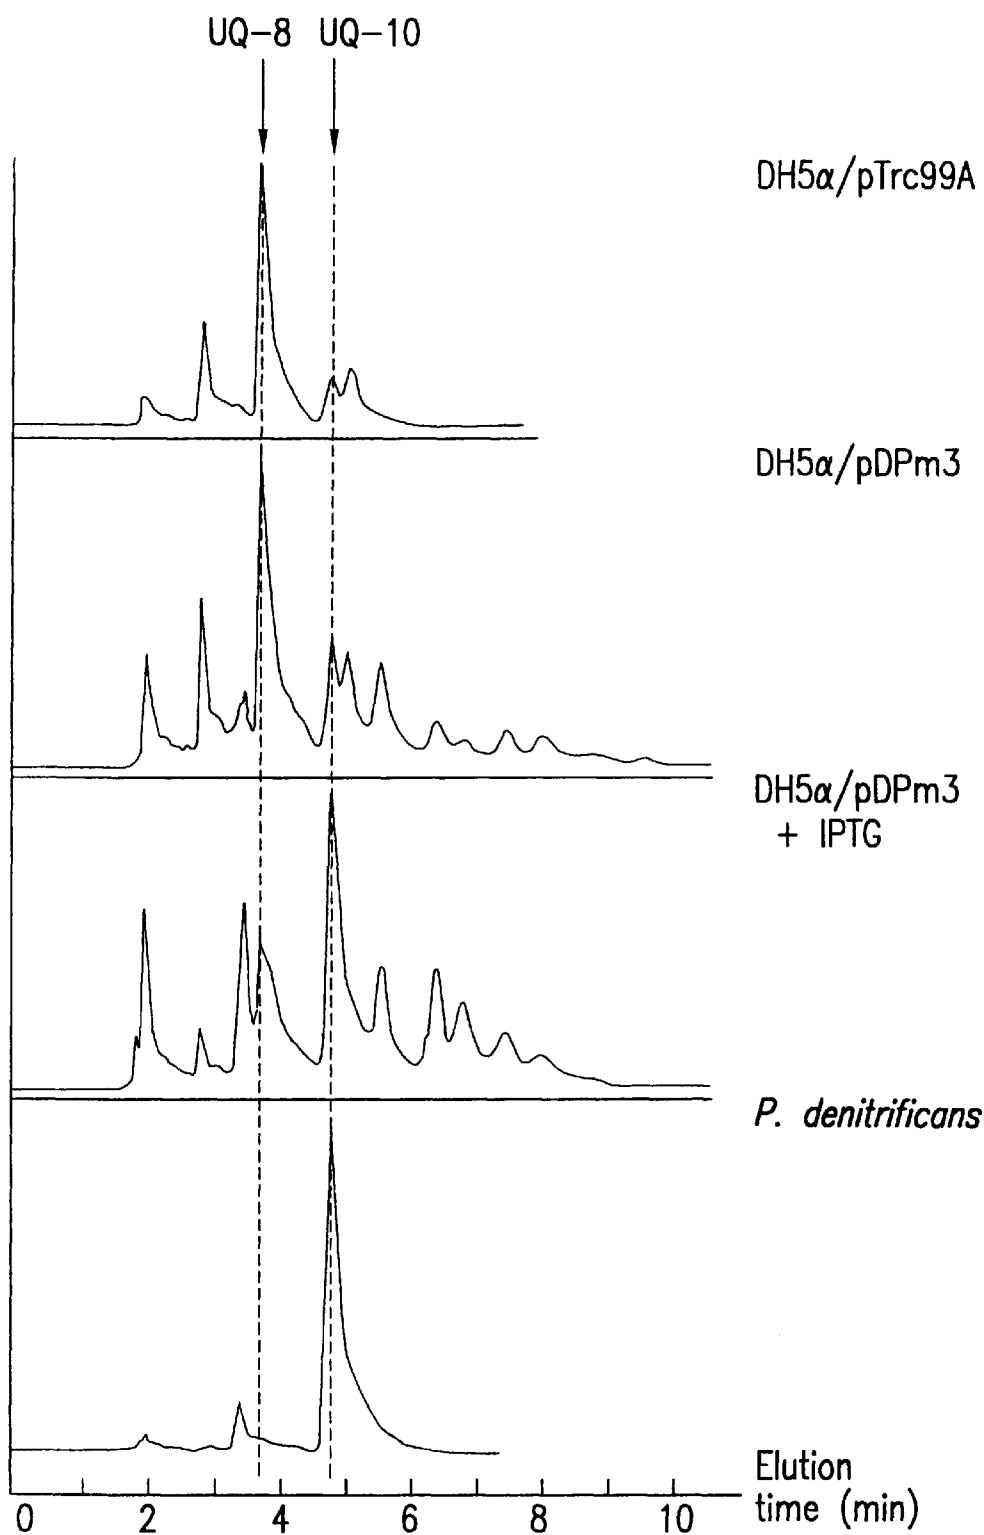 UQ-8 UQ-10
DH5α/pTrc99A
DH5α/pDPm3
DH5α/pDPm3
+ IPTG
P. denitrificans
Elution
time (min)
0 2 4 6 8 10